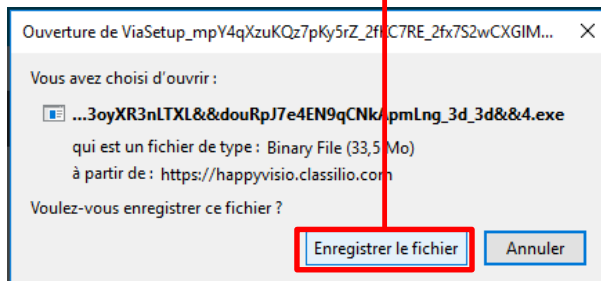 Ouverture de ViaSetup_mpY4qXzuKQz7pKy5rZ_2fKC7RE_2fx7S2wCXGIM...
Vous avez choisi d'ouvrir :
...3oyXR3nLTXL&&douRpJ7e4EN9qCNkApmLng_3d_3d&&4.exe
qui est un fichier de type : Binary File (33,5 Mo)
à partir de : https://happyvisio.classilio.com
Voulez-vous enregistrer ce fichier ?
Enregistrer le fichier Annuler